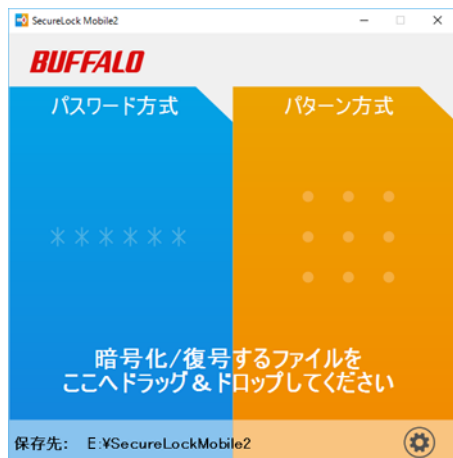 SecureLock Mobile2
BUFFALO
パスワード方式
パターン方式
******
暗号化/復号するファイルを
ここへドラッグ＆ドロップしてください
保存先: E:¥SecureLockMobile2